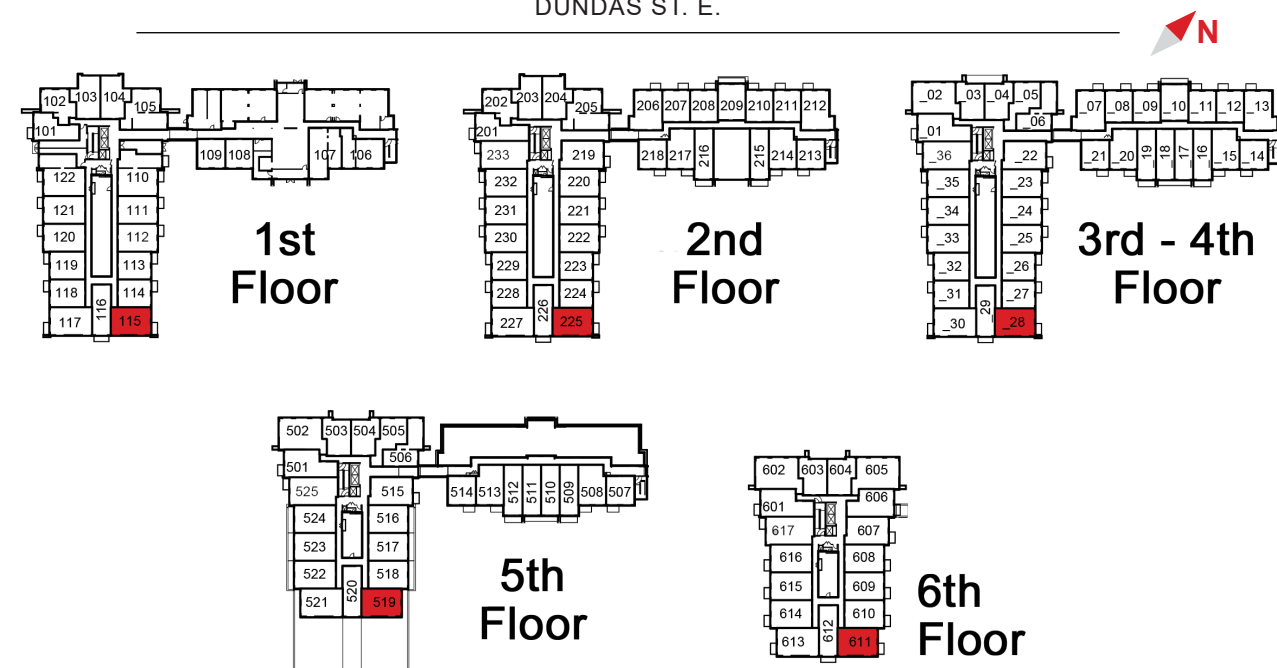 DUNDAS ST. E.
N
102 103 104 105
101
109 108 107 106
122 110
121 111
120 112
119 113
118 114
117 116 115
1st
Floor
202 203 204 205
201
206 207 208 209 210 211 212
233 219
218 217 216 215 214 213
232 220
231 221
230 222
229 223
228 224
227 226 225
2nd
Floor
_02 03 _04 _05
_06
_01
_07 _08 _09 _10 _11 _12 _13
_36 _22
_21 _20 19 18 17 16 _15 _14
_35 _23
_34 _24
_33 _25
_32 _26
_31 _27
_30 _29 _28
3rd - 4th
Floor
502 503 504 505
506
501
525 515
514 513 512 511 510 509 508 507
524 516
523 517
522 518
521 520 519
5th
Floor
602 603 604 605
606
601
617 607
616 608
615 609
614 610
613 612 611
6th
Floor